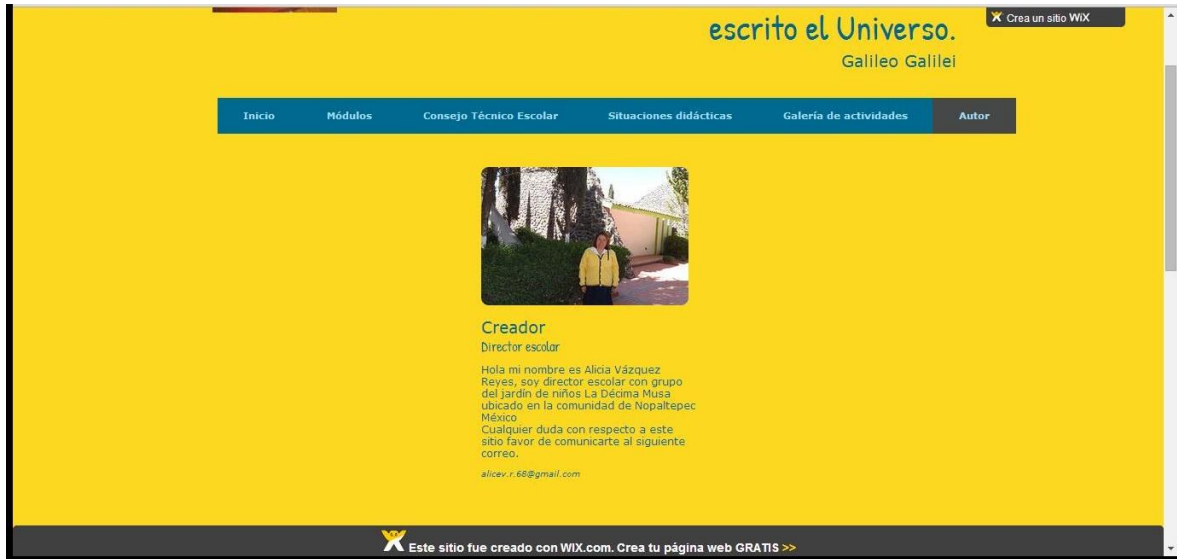 escrito el Universo.
Crea un sitio WiX
Galileo Galilei
Inicio Módulos Consejo Técnico Escolar Situaciones didácticas Galería de actividades Autor
Creador
Director escolar
Hola mi nombre es Alicia Vázquez
Reyes, soy director escolar con grupo
del jardín de niños La Décima Musa
ubicado en la comunidad de Nopaltepec
México
Cualquier duda con respecto a este
sitio favor de comunicarte al siguiente
correo.
alicev.r.68@gmail.com
Este sitio fue creado con WIX.com. Crea tu página web GRATIS >>